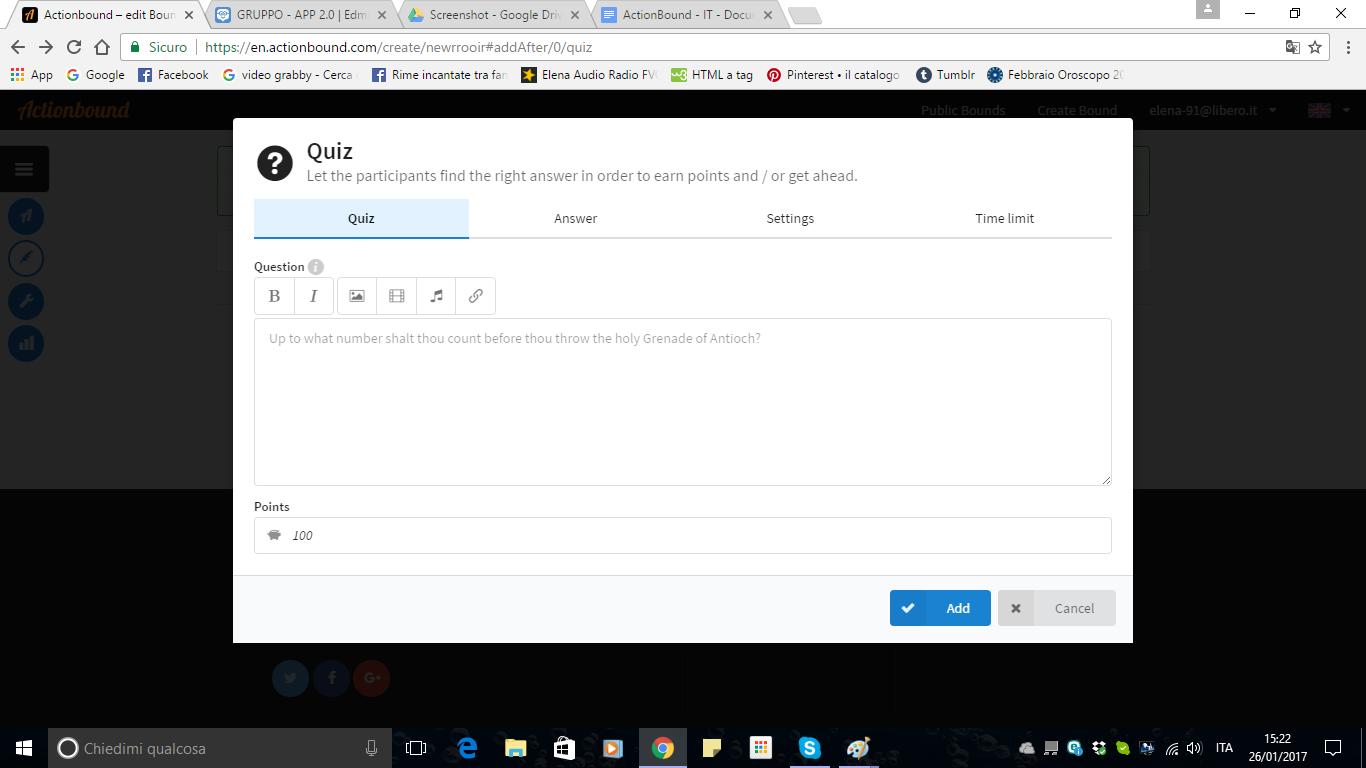 Actionbound – edit Boun
GRUPPO - APP 2.0 | Edm
Screenshot - Google Driv
ActionBound - IT - Docu
Sicuro
https://en.actionbound.com/create/newrrooir#addAfter/0/quiz
App
Google
Facebook
video grabby - Cerca
Rime incantate tra fan
Elena Audio Radio FVG
HTML a tag
Pinterest • il catalogo
Tumblr
Febbraio Oroscopo 20
Actionbound
Public Bounds
Create Bound
elena-91@libero.it
Quiz
Let the participants find the right answer in order to earn points and / or get ahead.
Quiz
Answer
Settings
Time limit
Question
B
I
Up to what number shalt thou count before thou throw the holy Grenade of Antioch?
Points
100
Add
Cancel
Chiedimi qualcosa
ITA
15:22
26/01/2017